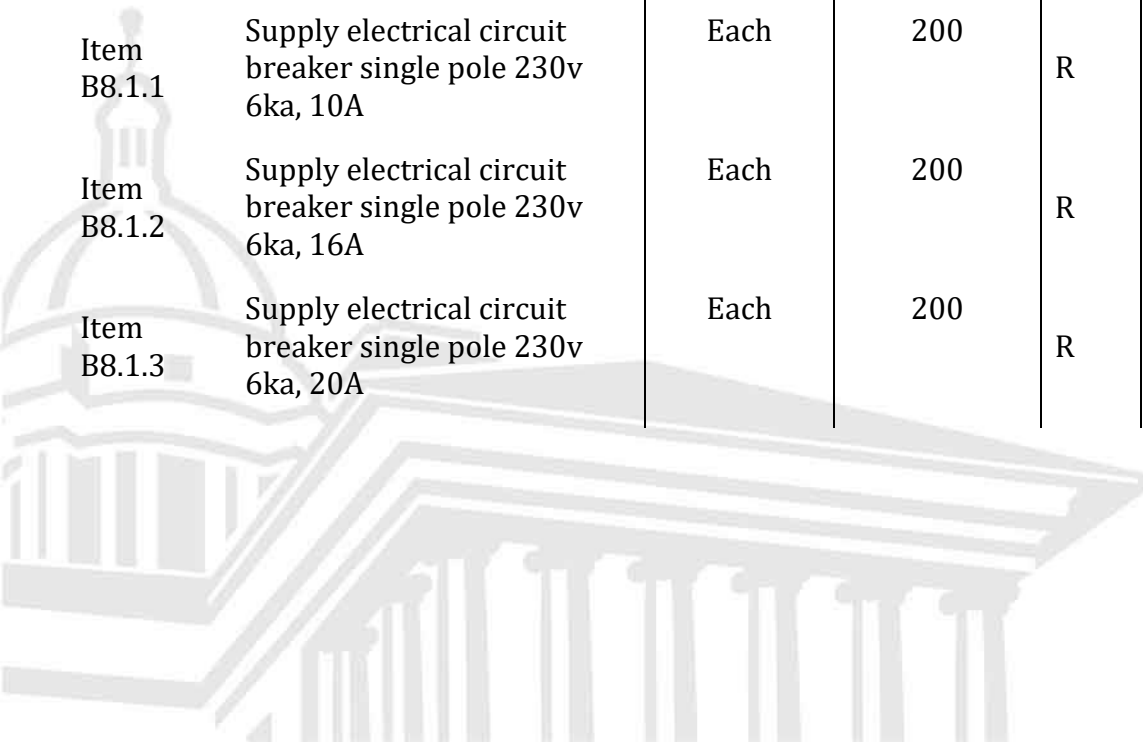 Item B8.1.1 Supply electrical circuit breaker single pole 230v 6ka, 10A Each 200 R
Item B8.1.2 Supply electrical circuit breaker single pole 230v 6ka, 16A Each 200 R
Item B8.1.3 Supply electrical circuit breaker single pole 230v 6ka, 20A Each 200 R